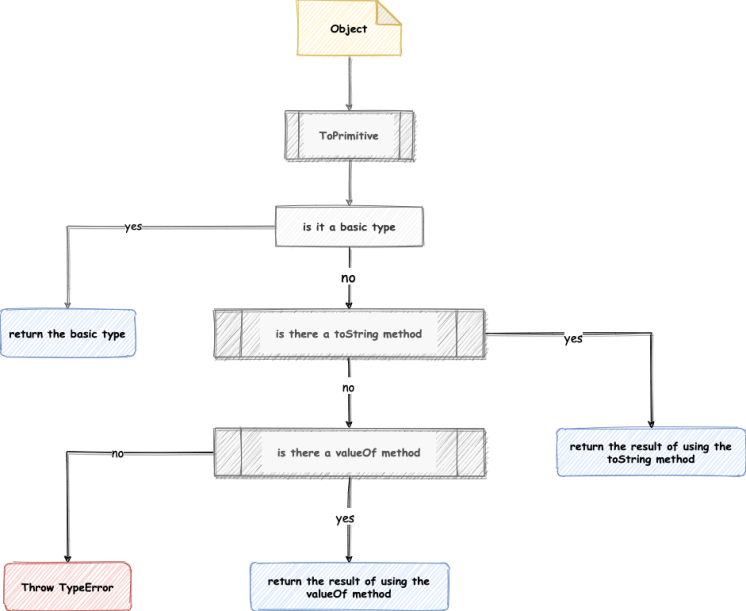 Object
ToPrimitive
is it a basic type
yes
no
return the basic type
is there a toString method
yes
no
return the result of using the
toString method
is there a valueOf method
no
yes
Throw TypeError
return the result of using the
valueOf method